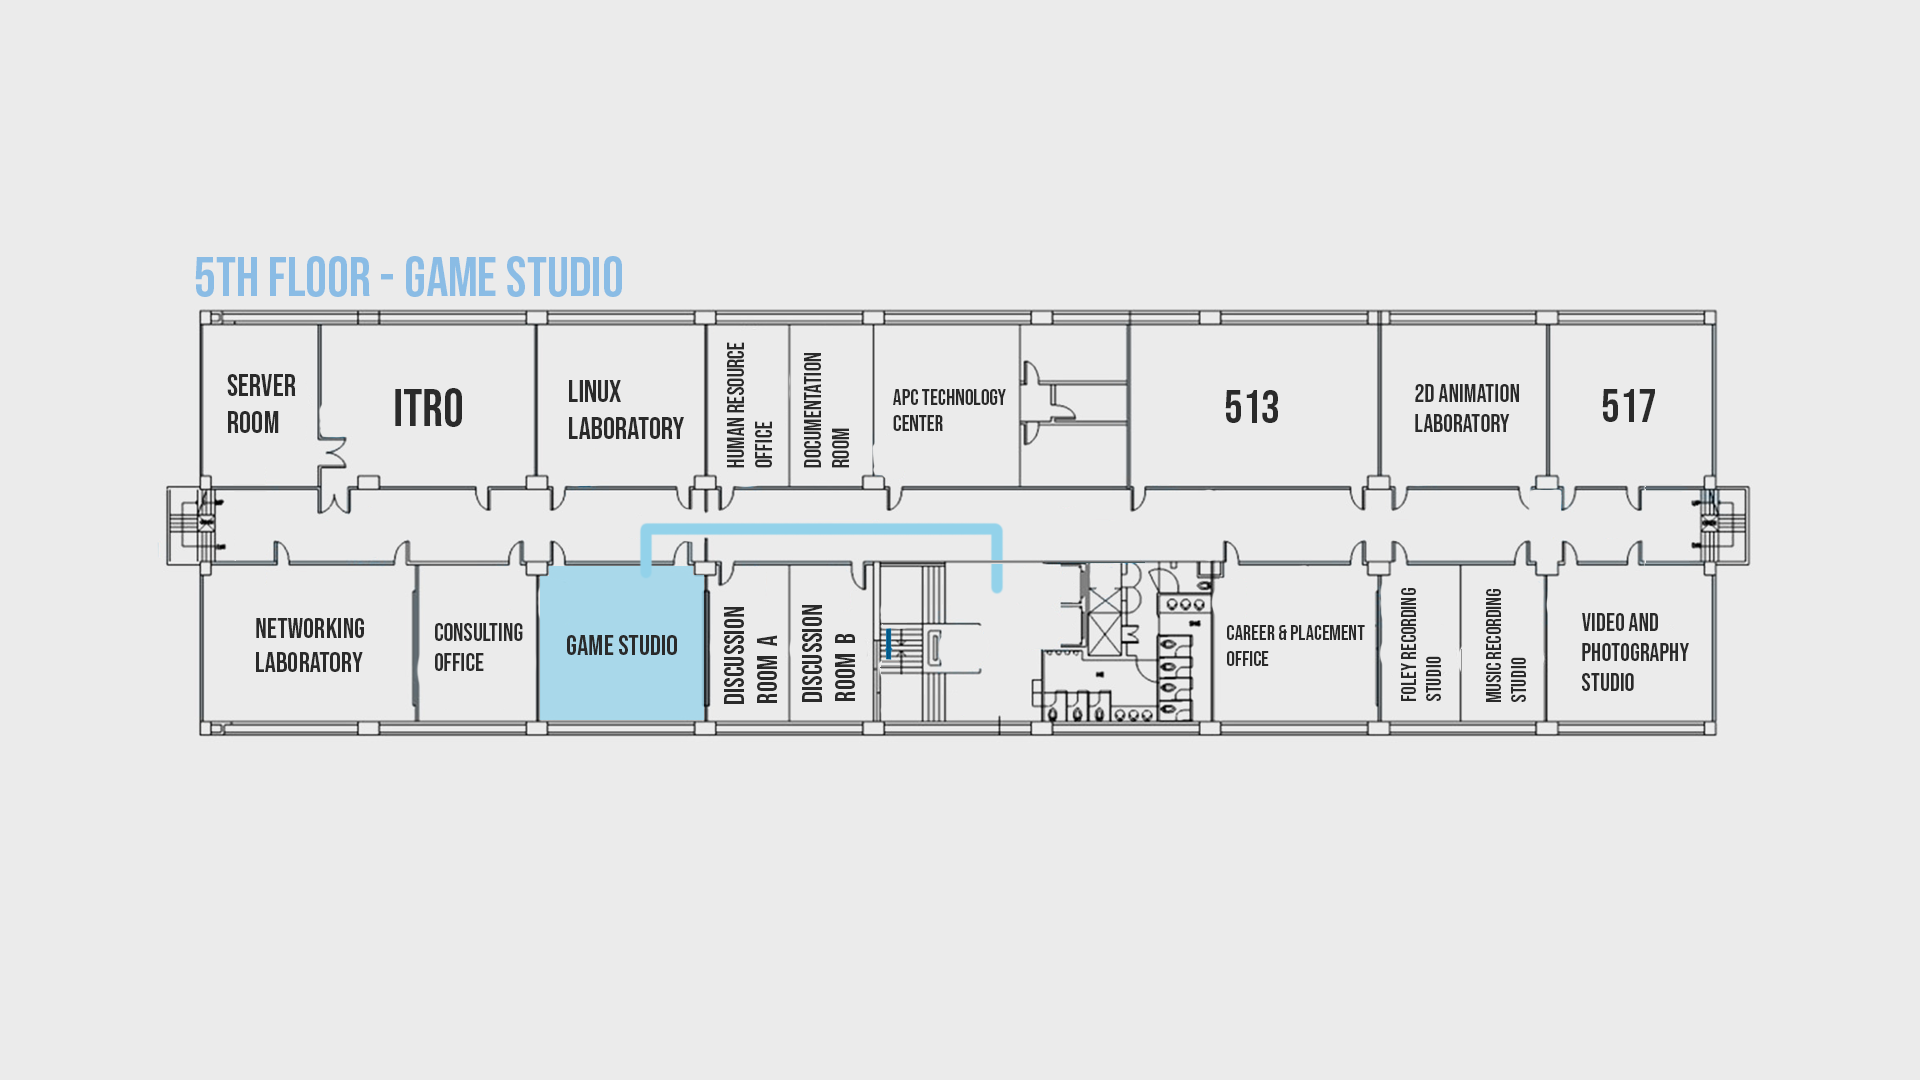 5TH FLOOR - GAME STUDIO
SERVER
ROOM
ITRO
LINUX
LABORATORY
HUMAN RESOURCE
OFFICE
DOCUMENTATION
ROOM
APC TECHNOLOGY
CENTER
513
2D ANIMATION
LABORATORY
517
NETWORKING
LABORATORY
CONSULTING
OFFICE
GAME STUDIO
DISCUSSION
ROOM A
DISCUSSION
ROOM B
CAREER & PLACEMENT
OFFICE
FOLEY RECORDING
STUDIO
MUSIC RECORDING
STUDIO
VIDEO AND
PHOTOGRAPHY
STUDIO